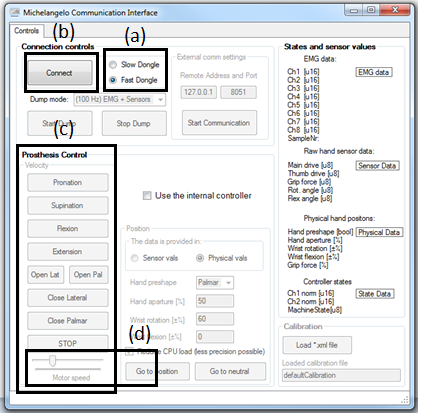 Michelangelo Communication Interface
Controls
(b)
(a)
Connection controls
Connect
Slow Dongle
Fast Dongle
Dump mode: (100 Hz) EMG + Sensors
Start Dump
Stop Dump
External comm settings
Remote Address and Port
127.0.0.1
8051
Start Communication
(c)
Prosthesis Control
Velocity
Pronation
Supination
Flexion
Extension
Open Lat
Open Pal
Close Lateral
Close Palmar
STOP
Motor speed
Use the internal controller
Position
The data is provided in:
Sensor vals
Physical vals
Hand preshape
Palmar
Hand aparture [%]
50
Wrist rotation [±%]
60
flexion [±%]
0
(d)
CPU load (less precision possible)
Go to position
Go to neutral
States and sensor values
EMG data:
Ch1 [u16]
EMG data
Ch2 [u16]
Ch3 [u16]
Ch4 [u16]
Ch5 [u16]
Ch6 [u16]
Ch7 [u16]
Ch8 [u16]
SampleNr:
Raw hand sensor data:
Main drive [u8]
Sensor Data
Thumb drive [u8]
Grip force [u8]
Rot. angle [u8]
Flex angle [u8]
Physical hand positons:
Hand preshape [bool]
Physical Data
Hand aperture [%]
Wrist rotation [±%]
Wrist flexion [±%]
Grip force [%]
Controller states
Ch1 norm [u16]
State Data
Ch2 norm [u16]
MachineState[u8]
Calibration
Load *.xml file
Loaded calibration file
defaultCalibration